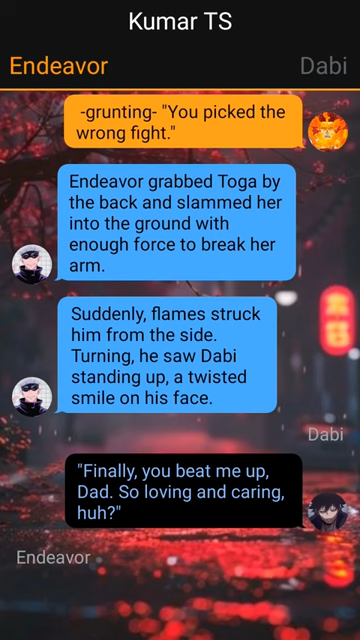 Kumar TS
Endeavor
Dabi
-grunting- "You picked the
wrong fight."
Endeavor grabbed Toga by
the back and slammed her
into the ground with
enough force to break her
arm.
Suddenly, flames struck
him from the side.
Turning, he saw Dabi
standing up, a twisted
smile on his face.
Dabi
"Finally, you beat me up,
Dad. So loving and caring,
huh?"
Endeavor